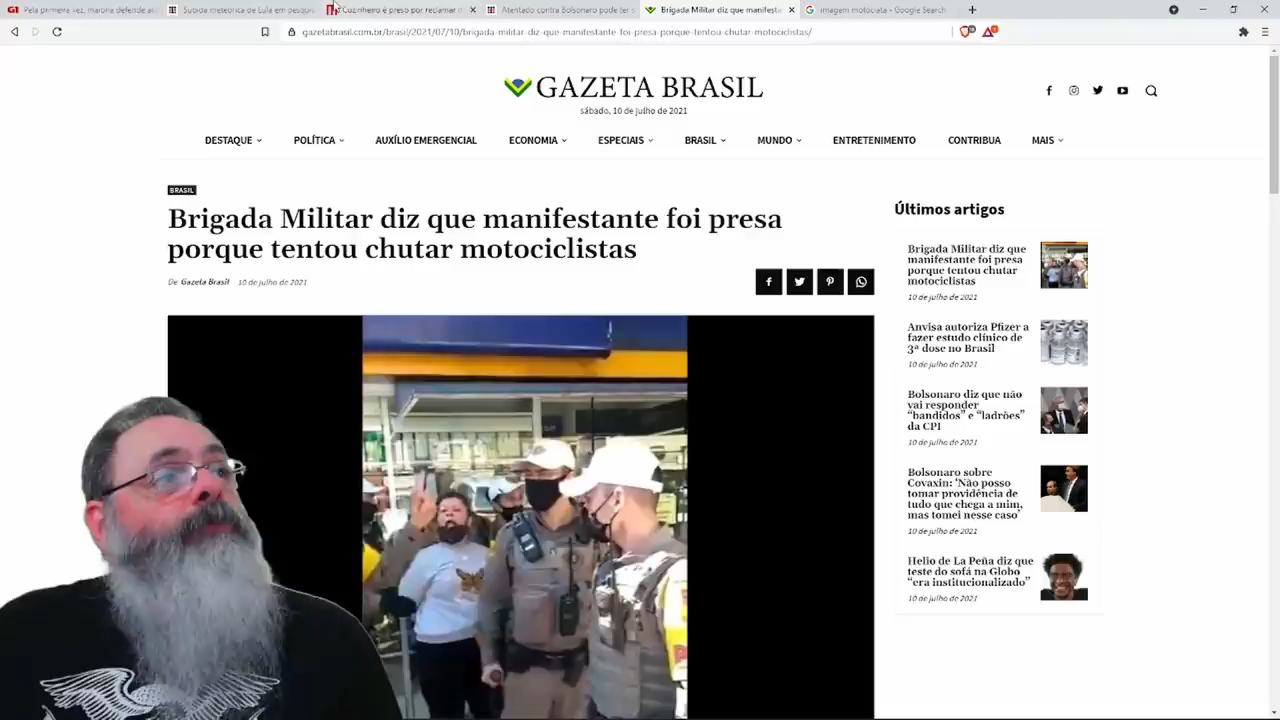 Pela primeira vez, maioria defende a
Subida meteórica de Lula em pesqui
Cozinheiro é preso por reclamar d
Atentado contra Bolsonaro pode ter s
Brigada Militar diz que manifesta
imagem motociata - Google Search
gazetabrasil.com.br/brasil/2021/07/10/brigada-militar-diz-que-manifestante-foi-presa-porque-tentou-chutar-motociclistas/
GAZETA BRASIL
sábado, 10 de julho de 2021
DESTAQUE
POLÍTICA
AUXÍLIO EMERGENCIAL
ECONOMIA
ESPECIAIS
BRASIL
MUNDO
ENTRETENIMENTO
CONTRIBUA
MAIS
BRASIL
Brigada Militar diz que manifestante foi presa
porque tentou chutar motociclistas
De Gazeta Brasil 10 de julho de 2021
Últimos artigos
Brigada Militar diz que
manifestante foi presa
porque tentou chutar
motociclistas
10 de julho de 2021
Anvisa autoriza Pfizer a
fazer estudo clínico de
3ª dose no Brasil
10 de julho de 2021
Bolsonaro diz que não
vai responder
“bandidos” e “ladrões”
da CPI
10 de julho de 2021
Bolsonaro sobre
Covaxin: ‘Não posso
tomar providência de
tudo que chega a mim,
mas tomei nesse caso’
10 de julho de 2021
Helio de La Peña diz que
teste do sofá na Globo
“era institucionalizado”
10 de julho de 2021